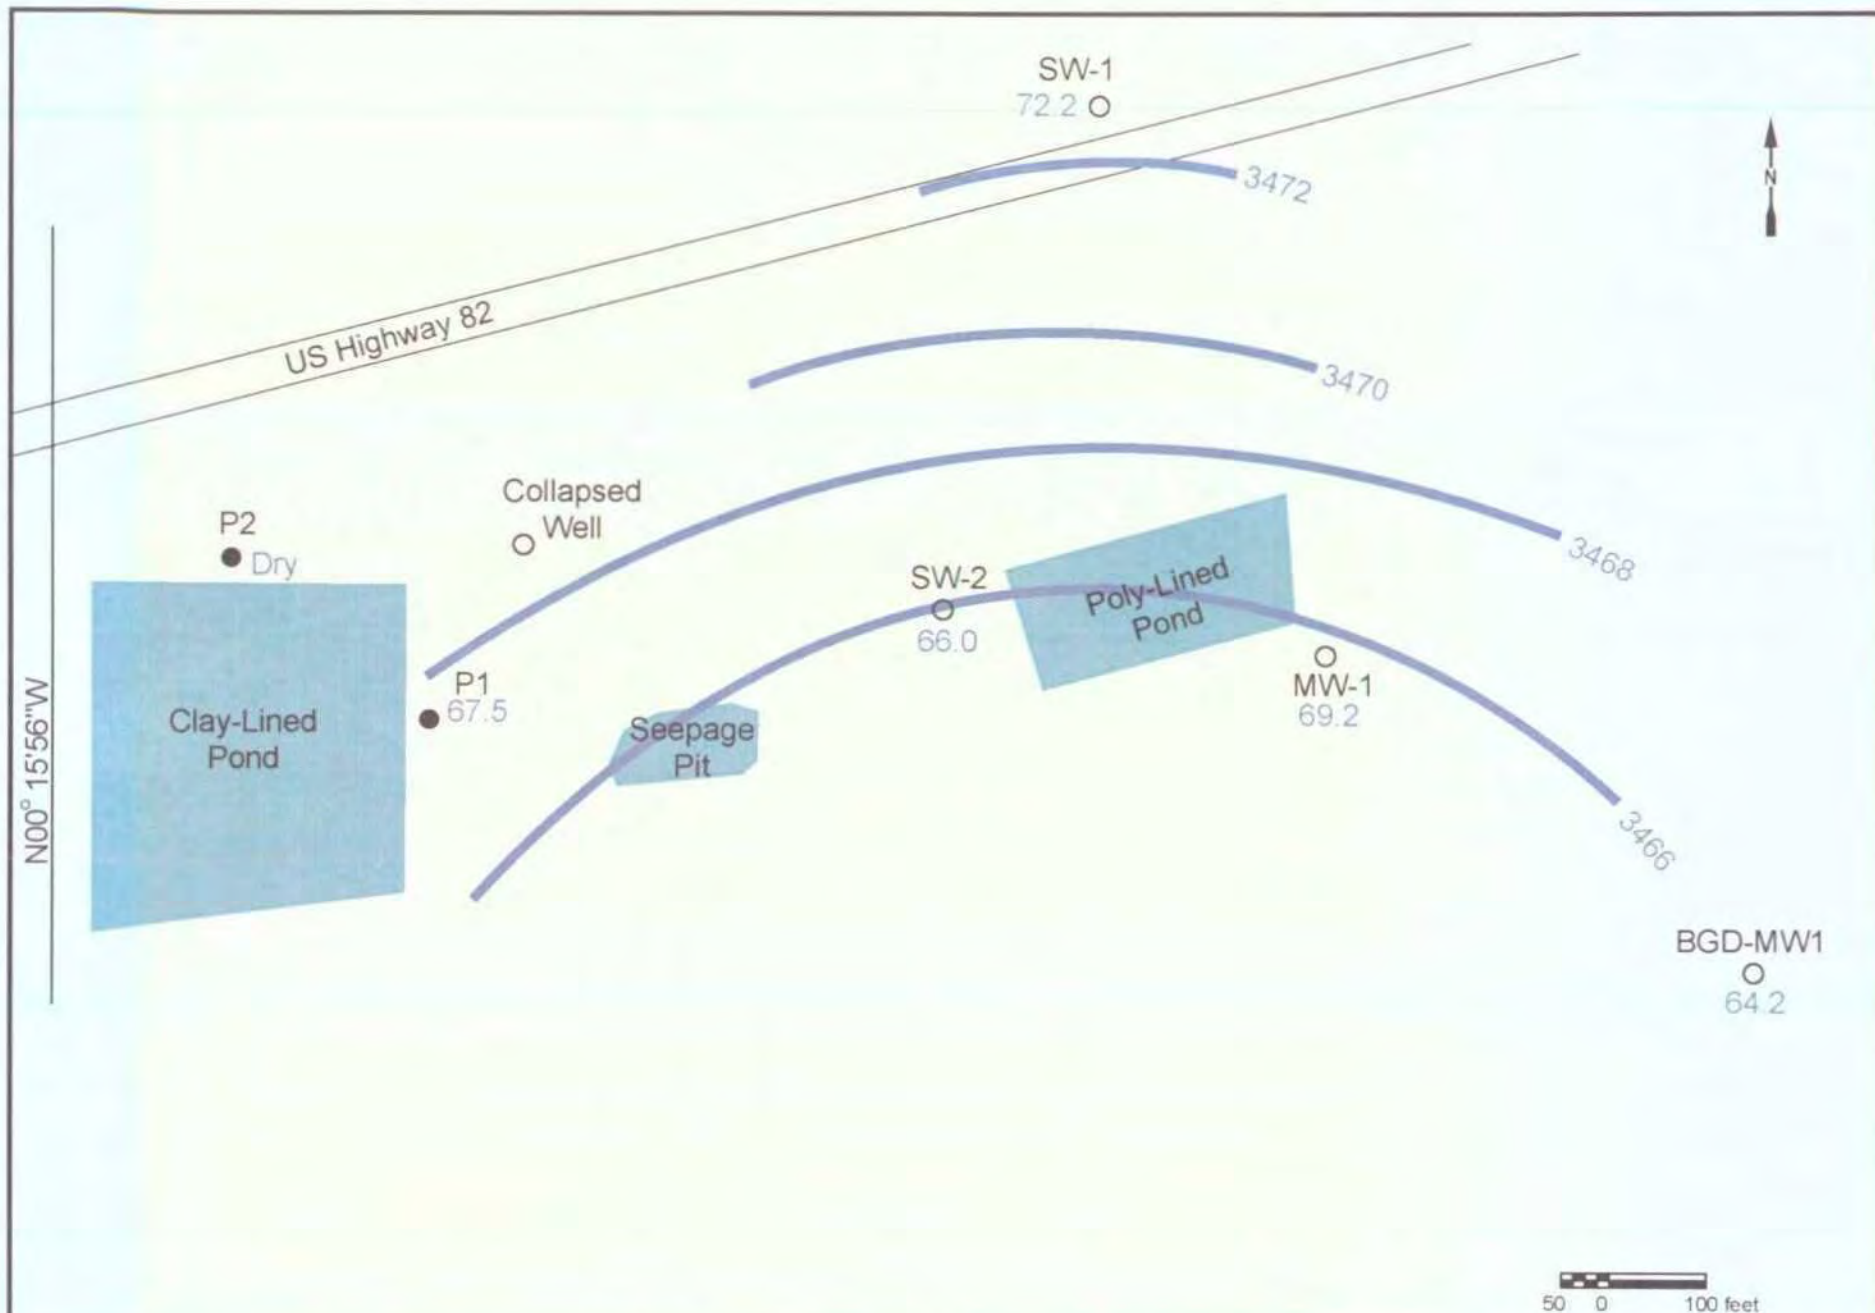 SW-1
72.2
3472
N
US Highway 82
3470
Collapsed
Well
P2
Dry
3468
SW-2
66.0
Poly-Lined
Pond
P1
67.5
MW-1
69.2
Clay-Lined
Pond
Seepage
Pit
N00° 15'56"W
3466
BGD-MW1
64.2
50 0 100 feet